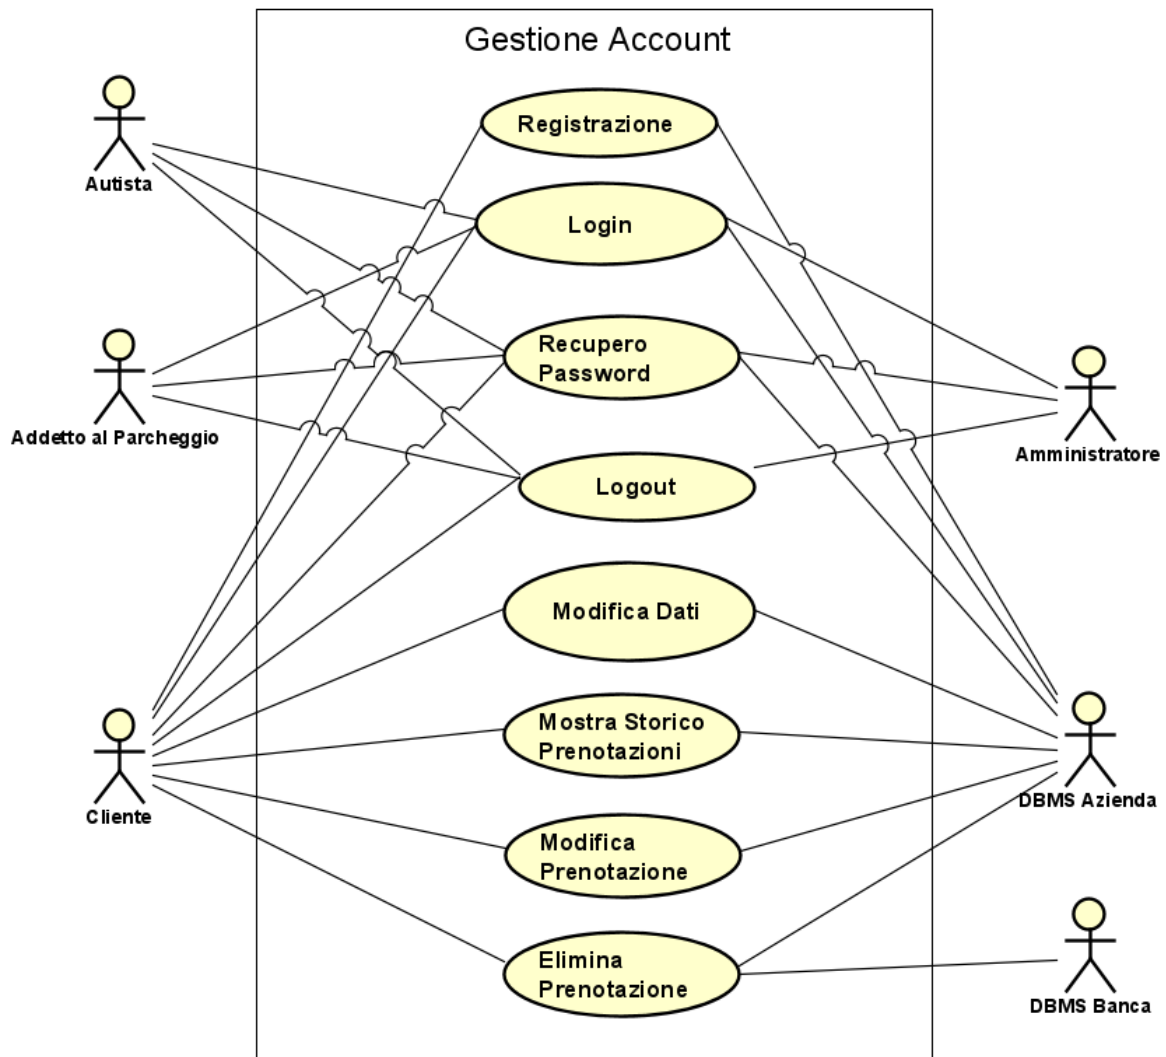 Gestione Account
Registrazione
Autista
Login
Recupero
Password
Addetto al Parcheggio
Amministratore
Logout
Modifica Dati
Mostra Storico
Prenotazioni
Cliente
DBMS Azienda
Modifica
Prenotazione
Elimina
Prenotazione
DBMS Banca